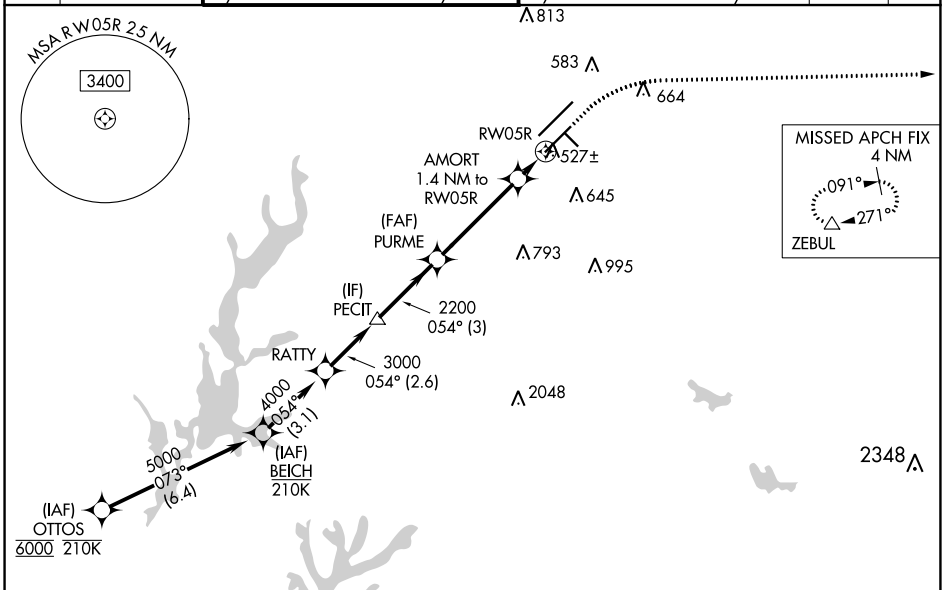 813
MSA RW05R 25 NM
3400
583
664
RW05R
527±
MISSED APCH FIX
4 NM
091°
271°
ZEBUL
AMORT
1.4 NM to
RW05R
645
(FAF)
PURME
793
995
(IF)
PECIT
2200
054° (3)
RATTY
3000
054° (2.6)
4000
054°
(3.1)
2048
(IAF)
BEICH
210K
5000
073°
(6.4)
2348
(IAF)
OTTOS
6000 210K